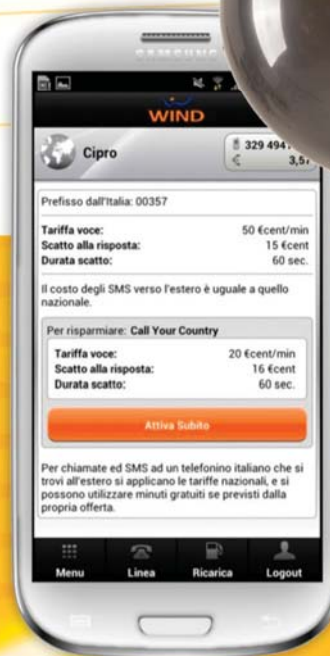 SAMSUNG
WIND
Cipro
329 494
€ 3,57
Prefisso dall'Italia: 00357
Tariffa voce: 50 €cent/min
Scatto alla risposta: 15 €cent
Durata scatto: 60 sec.
Il costo degli SMS verso l'estero è uguale a quello
nazionale.
Per risparmiare: Call Your Country
Tariffa voce: 20 €cent/min
Scatto alla risposta: 16 €cent
Durata scatto: 60 sec.
Attiva Subito
Per chiamate ed SMS ad un telefonino italiano che si
trovi all'estero si applicano le tariffe nazionali, e si
possono utilizzare minuti gratuiti se previsti dalla
propria offerta.
Menu Linea Ricarica Logout